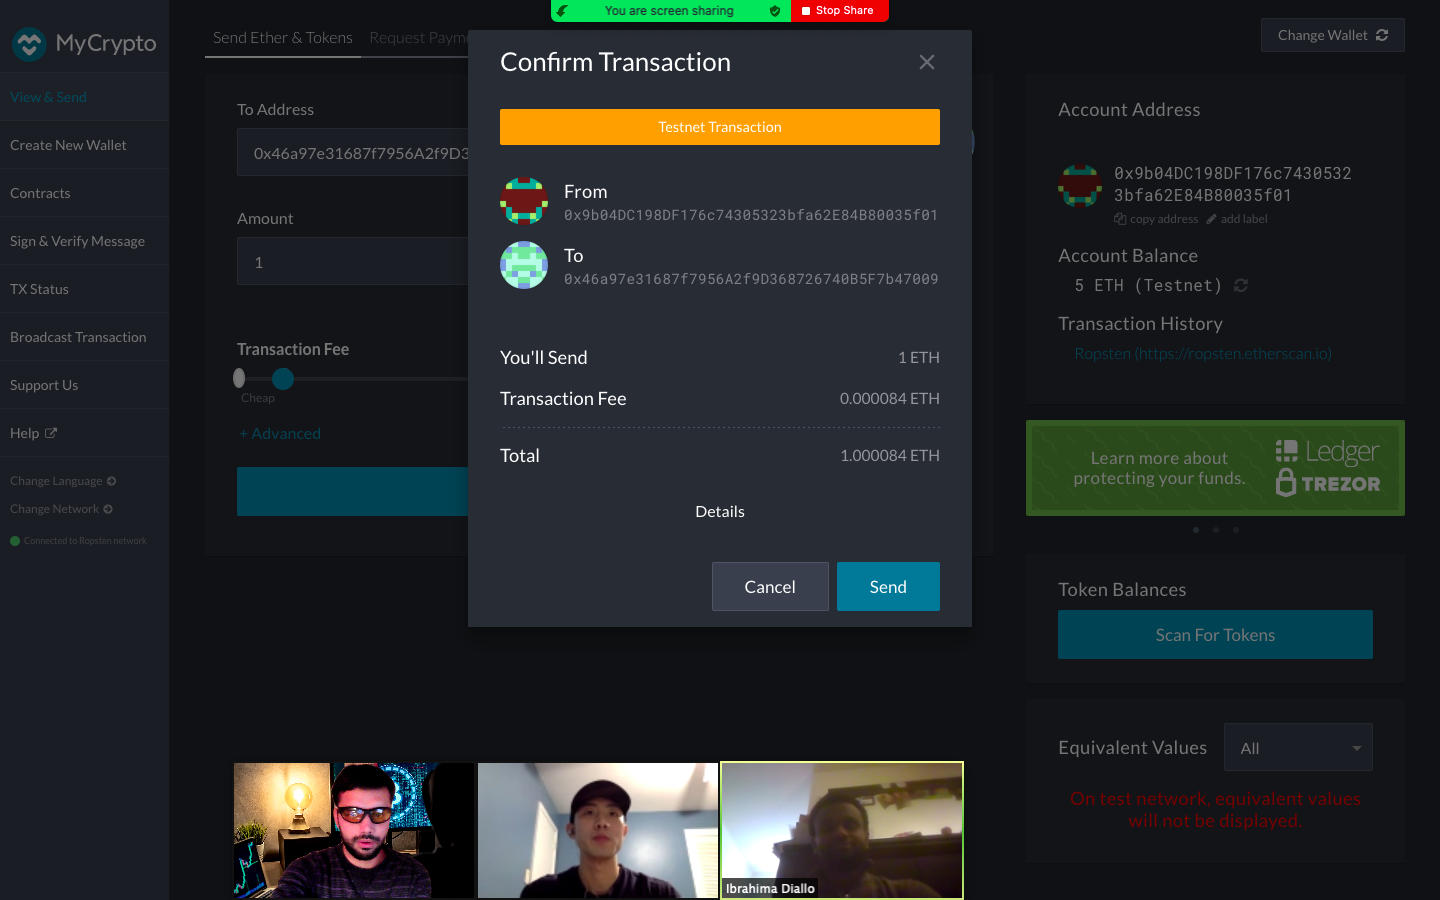 You are screen sharing
Stop Share
MyCrypto
Send Ether & Tokens
Request Paym
Change Wallet
View & Send
Create New Wallet
Contracts
Sign & Verify Message
TX Status
Broadcast Transaction
Support Us
Help
Change Language
Change Network
Connected to Ropsten network
To Address
0x46a97e31687f7956A2f9D3
Amount
1
Transaction Fee
Cheap
+ Advanced
Confirm Transaction
Testnet Transaction
From
0x9b04DC198DF176c74305323bfa62E84B80035f01
To
0x46a97e31687f7956A2f9D368726740B5F7b47009
You'll Send 1 ETH
Transaction Fee 0.000084 ETH
Total 1.000084 ETH
Details
Cancel
Send
Account Address
0x9b04DC198DF176c7430532
3bfa62E84B80035f01
copy address add label
Account Balance
5 ETH (Testnet)
Transaction History
Ropsten (https://ropsten.etherscan.io)
Learn more about
protecting your funds.
Ledger
TREZOR
Token Balances
Scan For Tokens
Equivalent Values
All
On test network, equivalent values
will not be displayed.
Ibrahima Diallo